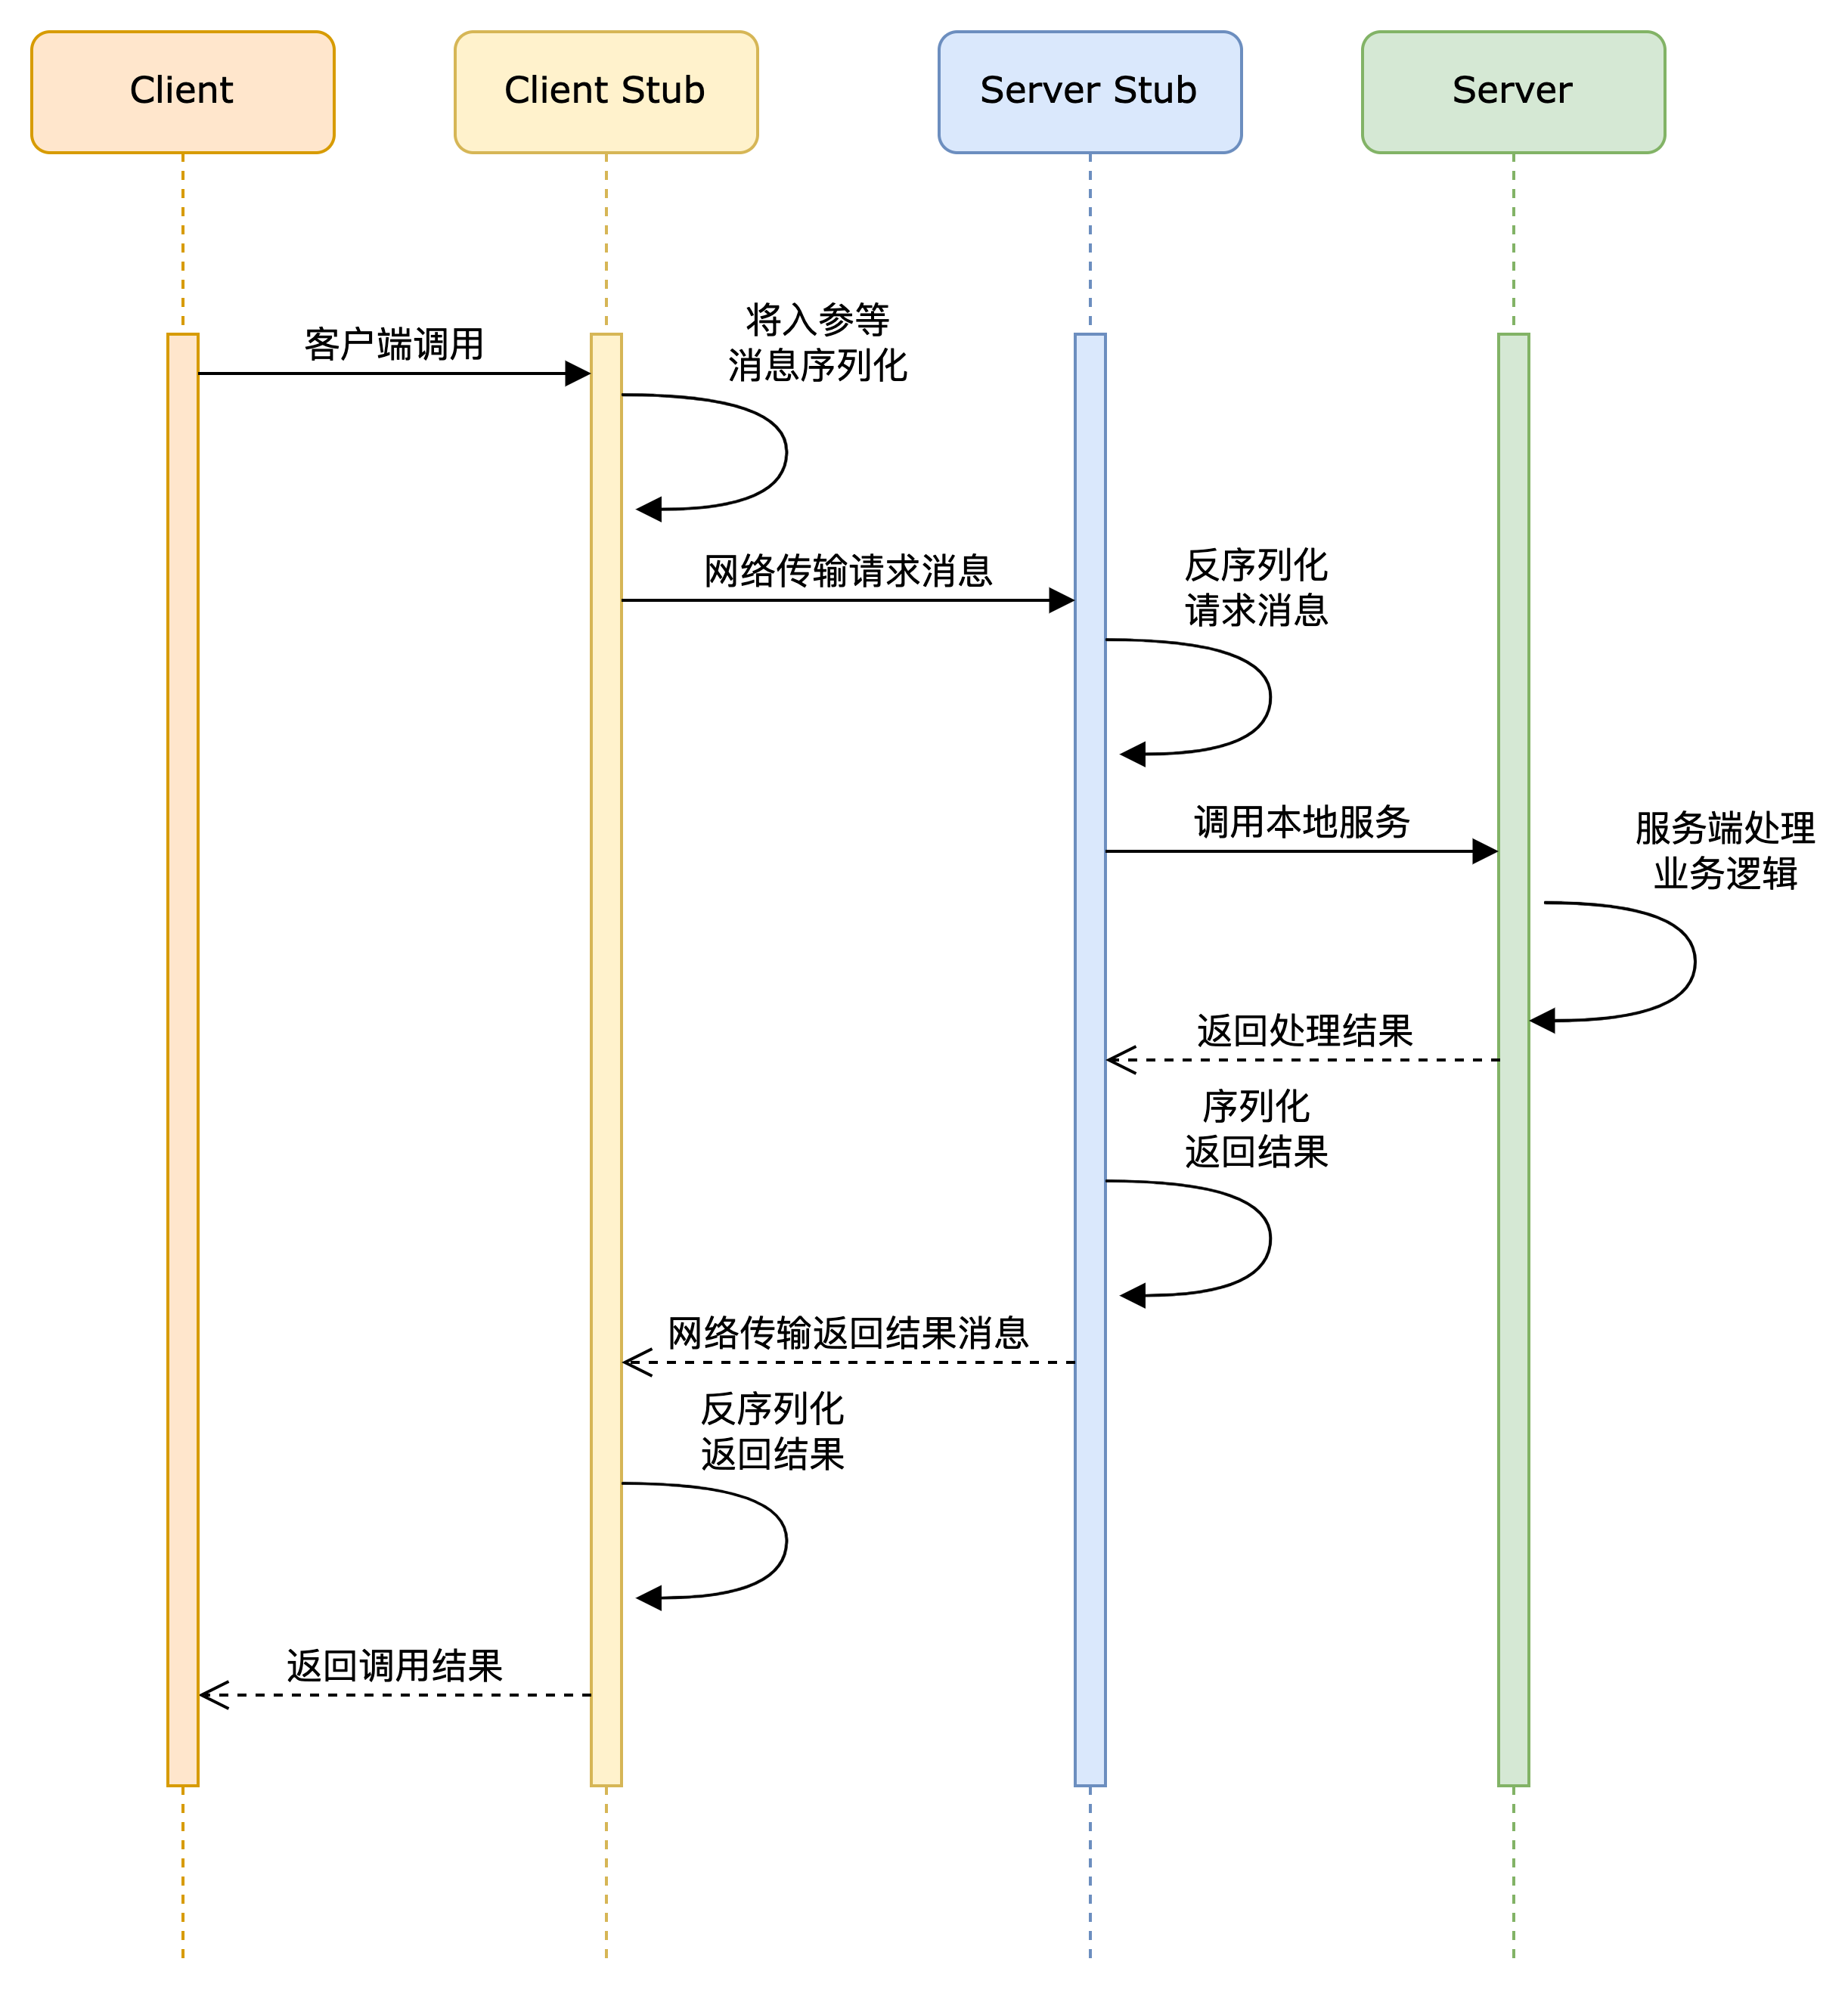 Client
Client Stub
Server Stub
Server
客户端调用
将入参等
消息序列化
网络传输请求消息
反序列化
请求消息
调用本地服务
服务端处理
业务逻辑
返回处理结果
序列化
返回结果
网络传输返回结果消息
反序列化
返回结果
返回调用结果